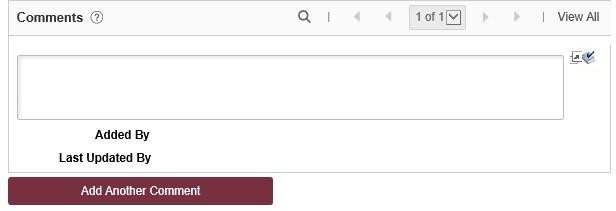 Comments ? | 1 of 1 | View All
Added By
Last Updated By
Add Another Comment